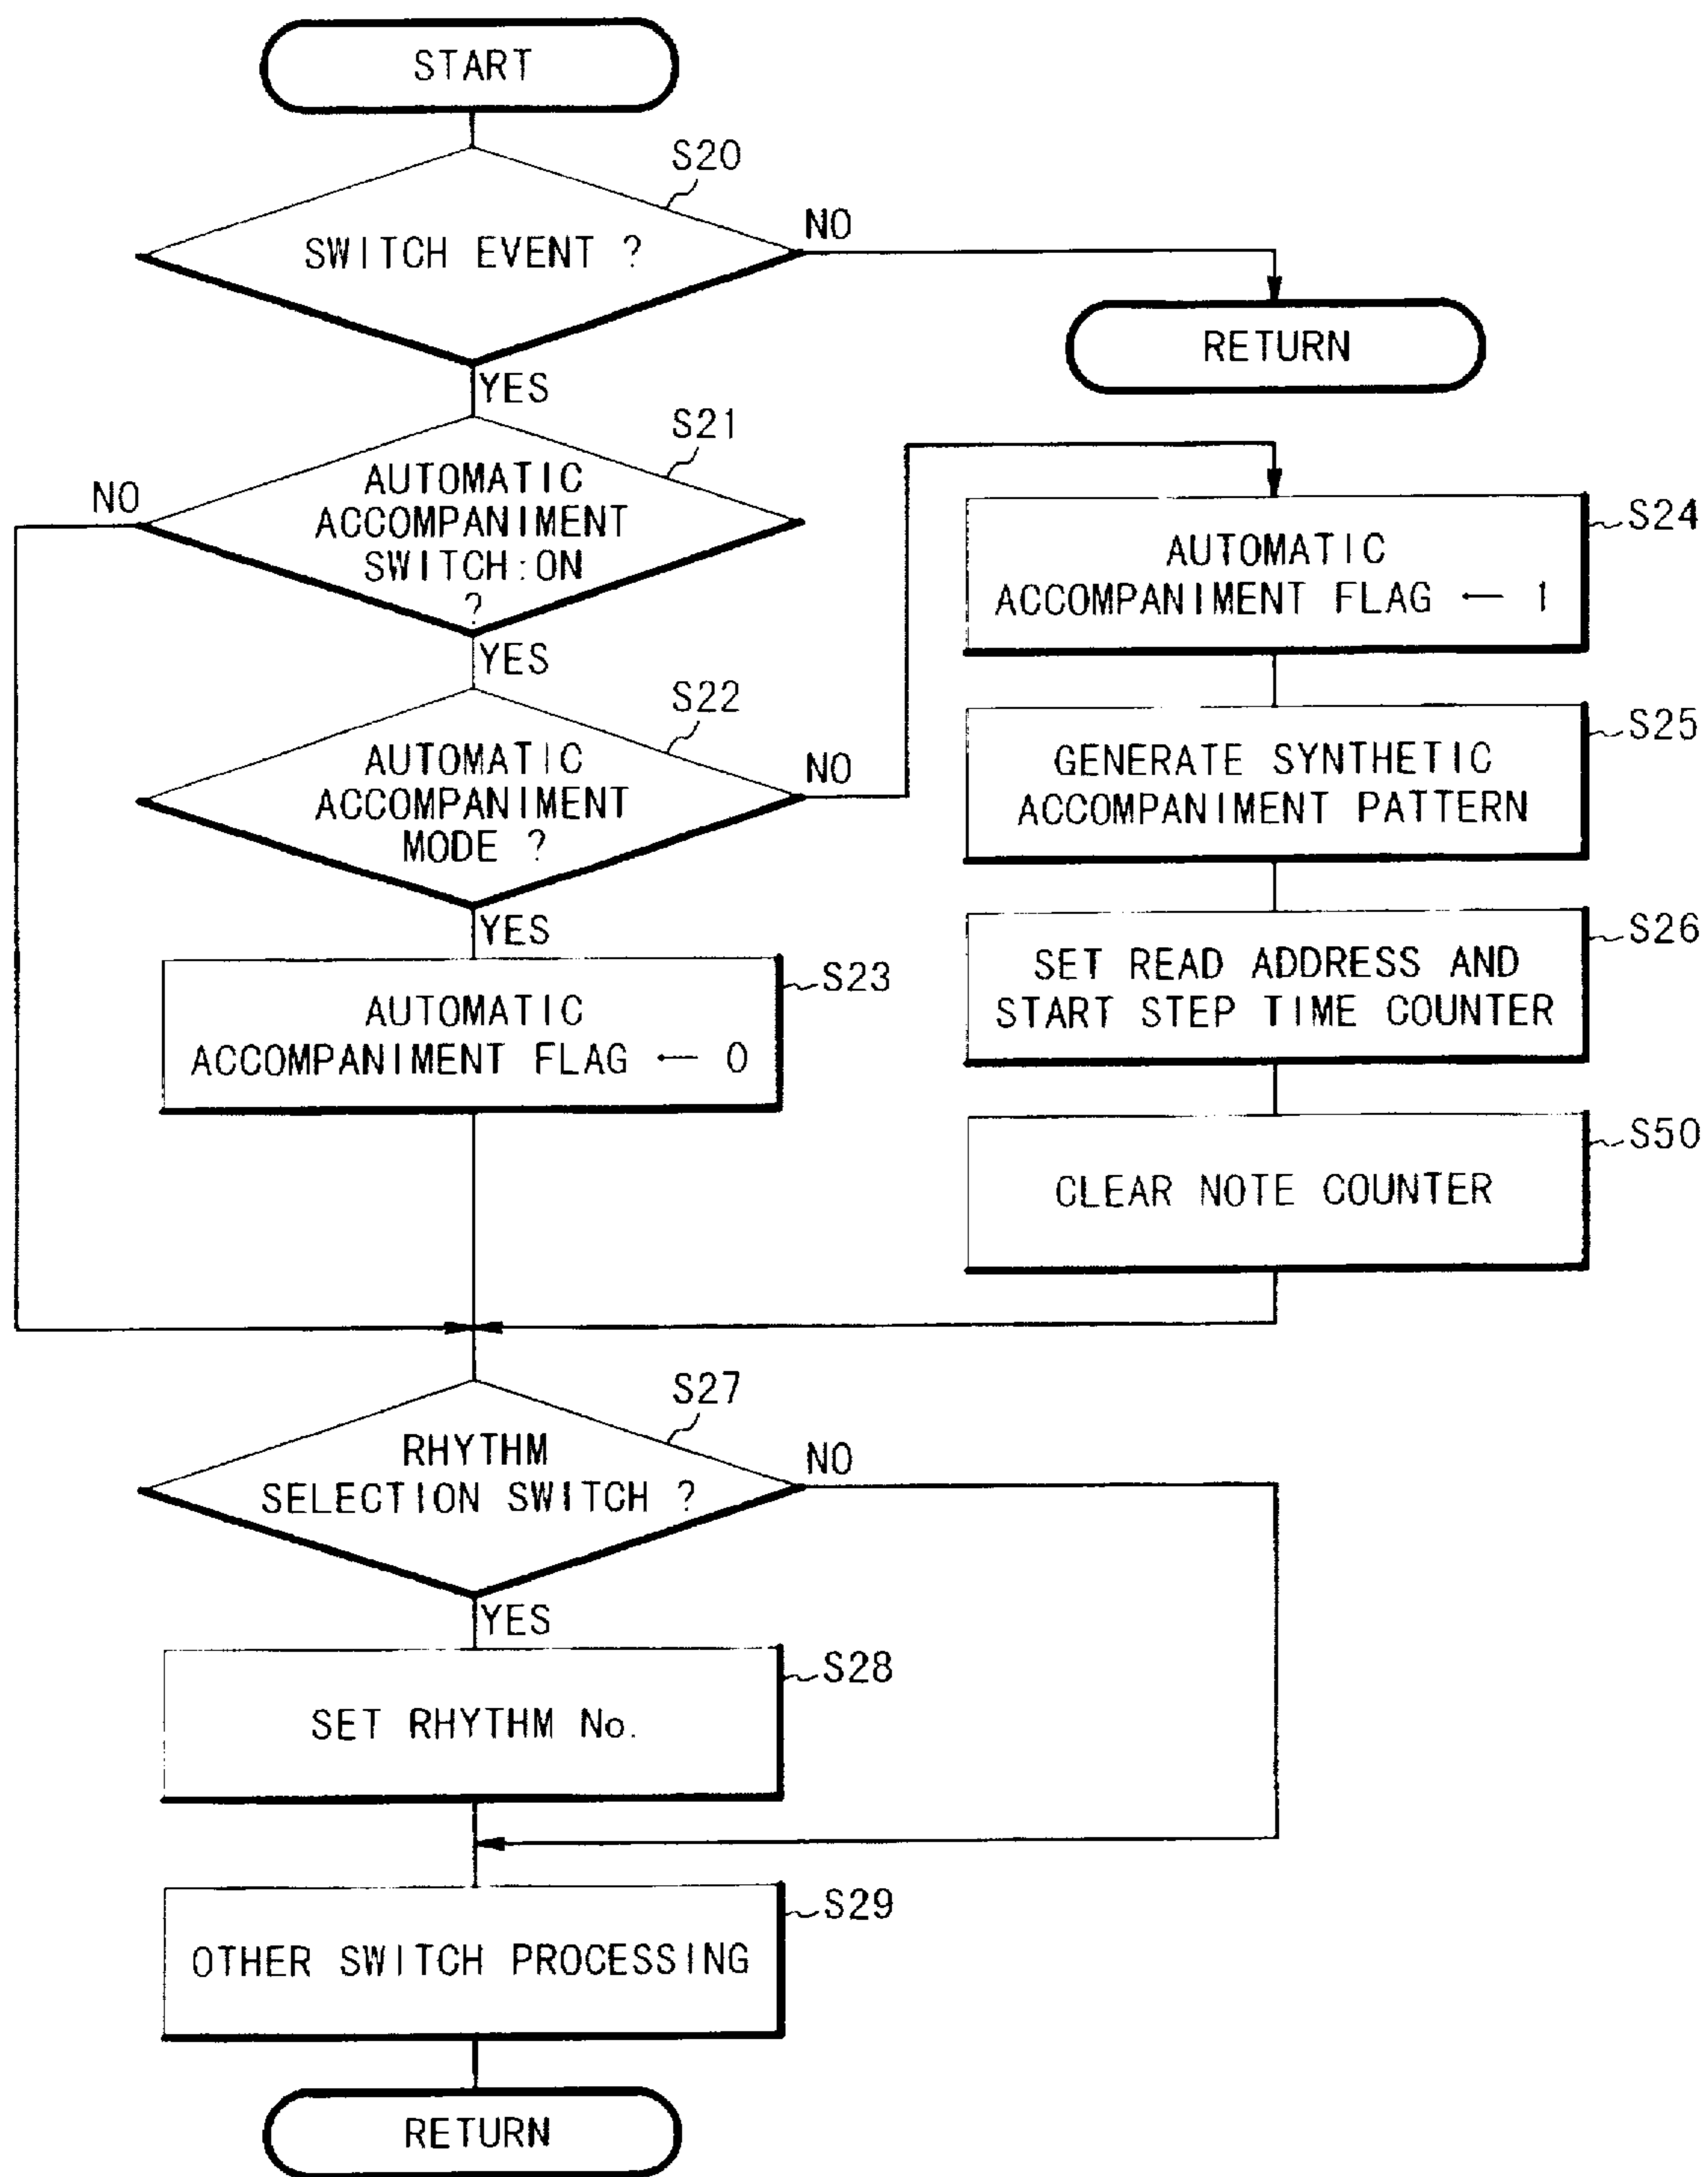 START
S20
SWITCH EVENT ?
NO
RETURN
YES
S21
NO
AUTOMATIC
ACCOMPANIMENT
SWITCH:ON
?
YES
S22
AUTOMATIC
ACCOMPANIMENT
MODE ?
NO
YES
S23
AUTOMATIC
ACCOMPANIMENT FLAG ← 0
S24
AUTOMATIC
ACCOMPANIMENT FLAG ← 1
S25
GENERATE SYNTHETIC
ACCOMPANIMENT PATTERN
S26
SET READ ADDRESS AND
START STEP TIME COUNTER
S50
CLEAR NOTE COUNTER
S27
RHYTHM
SELECTION SWITCH ?
NO
YES
S28
SET RHYTHM No.
S29
OTHER SWITCH PROCESSING
RETURN